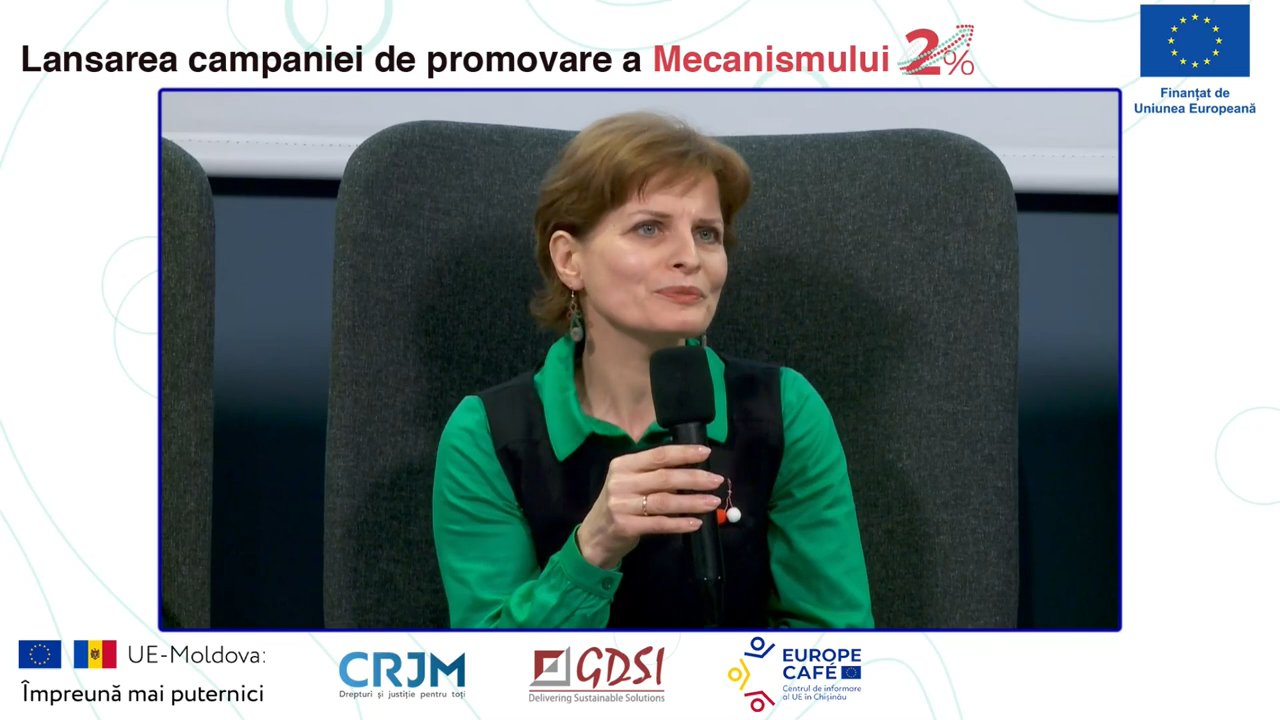 Lansarea campaniei de promovare a Mecanismului 2%
Finanțat de
Uniunea Europeană
UE-Moldova:
Împreună mai puternici
CRJM
Drepturi și justiție pentru toți
GDSI
Delivering Sustainable Solutions
EUROPE
CAFÉ
Centrul de informare
al UE în Chișinău